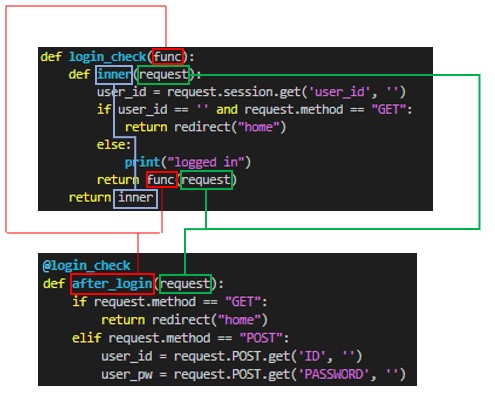 def login_check(func):
    def inner(request):
        user_id = request.session.get('user_id', '')
        if user_id == '' and request.method == "GET":
            return redirect("home")
        else:
            print("logged in")
        return func(request)
    return inner
@login_check
def after_login(request):
    if request.method == "GET":
        return redirect("home")
    elif request.method == "POST":
        user_id = request.POST.get('ID', '')
        user_pw = request.POST.get('PASSWORD', '')